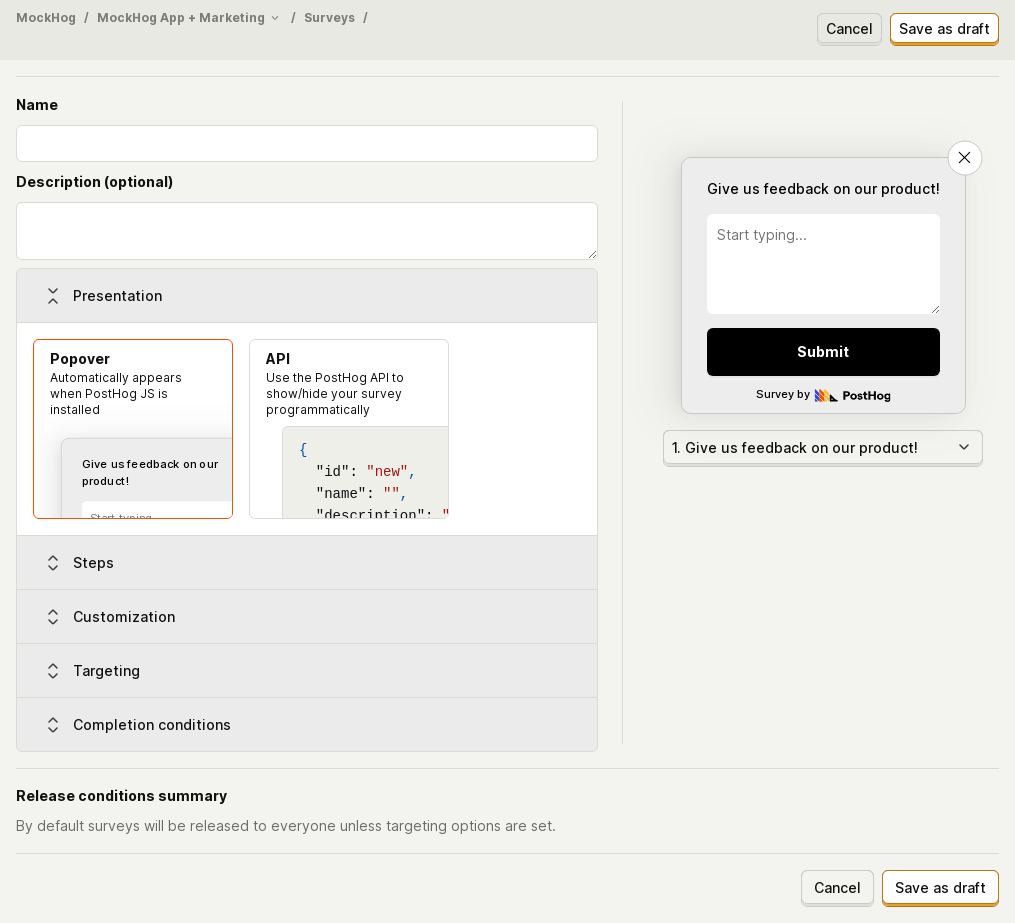 MockHog / MockHog App + Marketing / Surveys /
Cancel
Save as draft
Name
Description (optional)
Presentation
Popover
Automatically appears
when PostHog JS is
installed
Give us feedback on our
product!
Start typing
API
Use the PostHog API to
show/hide your survey
programmatically
{
"id": "new",
"name": "",
"description": "
Steps
Customization
Targeting
Completion conditions
Give us feedback on our product!
Start typing...
Submit
Survey by PostHog
1. Give us feedback on our product!
Release conditions summary
By default surveys will be released to everyone unless targeting options are set.
Cancel
Save as draft